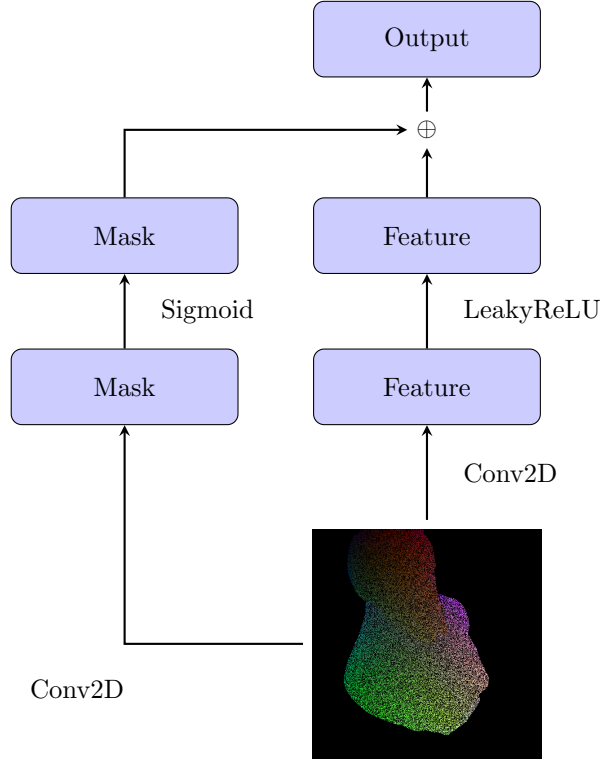 Output
⊕
Mask
Feature
Sigmoid
LeakyReLU
Mask
Feature
Conv2D
Conv2D